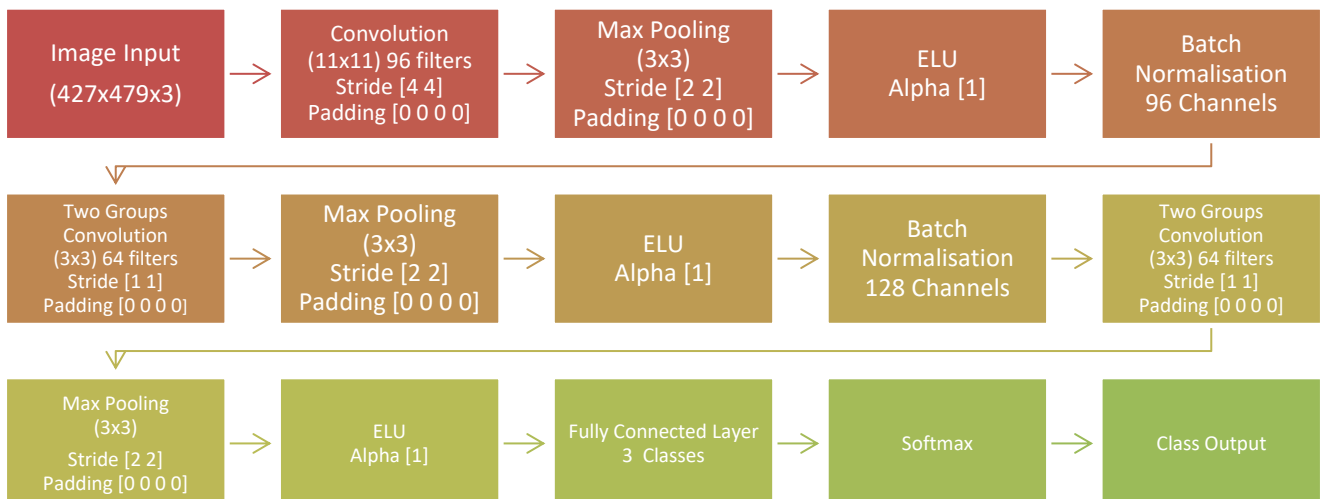 Image Input
(427x479x3)
Convolution
(11x11) 96 filters
Stride [4 4]
Padding [0 0 0 0]
Max Pooling
(3x3)
Stride [2 2]
Padding [0 0 0 0]
ELU
Alpha [1]
Batch
Normalisation
96 Channels
Two Groups
Convolution
(3x3) 64 filters
Stride [1 1]
Padding [0 0 0 0]
Max Pooling
(3x3)
Stride [2 2]
Padding [0 0 0 0]
ELU
Alpha [1]
Batch
Normalisation
128 Channels
Two Groups
Convolution
(3x3) 64 filters
Stride [1 1]
Padding [0 0 0 0]
Max Pooling
(3x3)
Stride [2 2]
Padding [0 0 0 0]
ELU
Alpha [1]
Fully Connected Layer
3 Classes
Softmax
Class Output